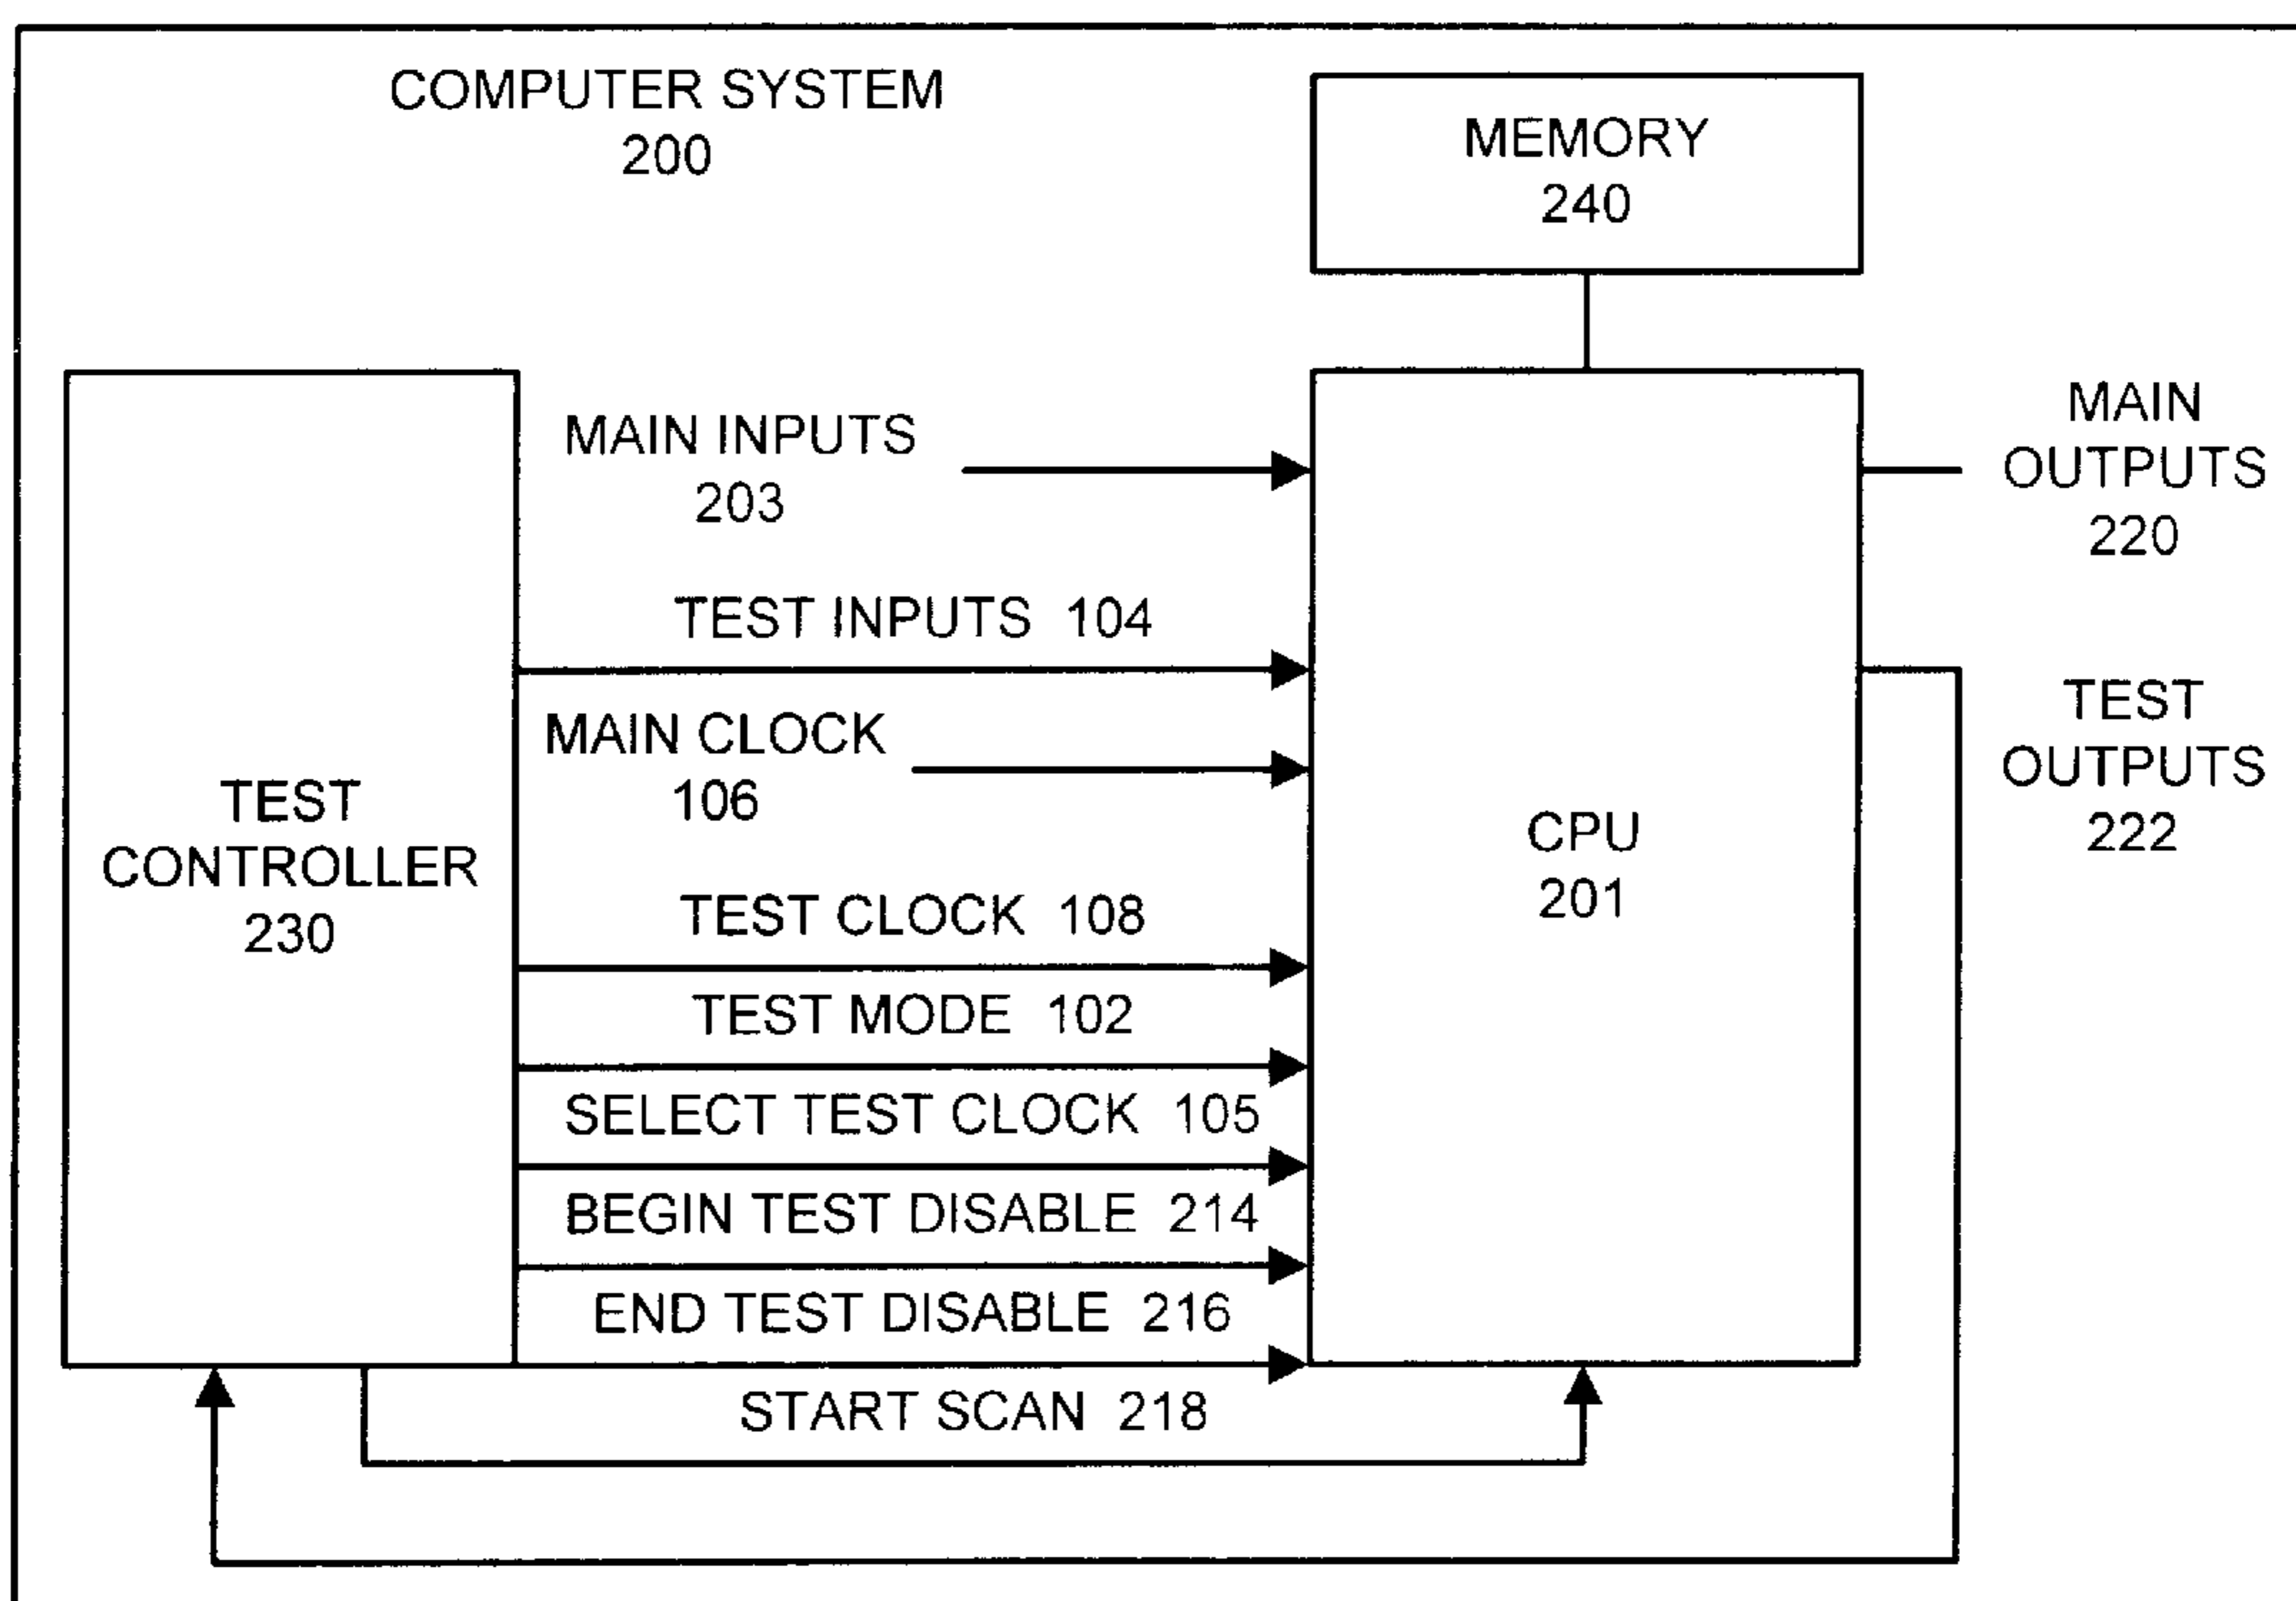 COMPUTER SYSTEM
200
MEMORY
240
MAIN INPUTS
203
MAIN
OUTPUTS
220
TEST INPUTS 104
MAIN CLOCK
106
TEST
OUTPUTS
222
TEST
CONTROLLER
230
CPU
201
TEST CLOCK 108
TEST MODE 102
SELECT TEST CLOCK 105
BEGIN TEST DISABLE 214
END TEST DISABLE 216
START SCAN 218